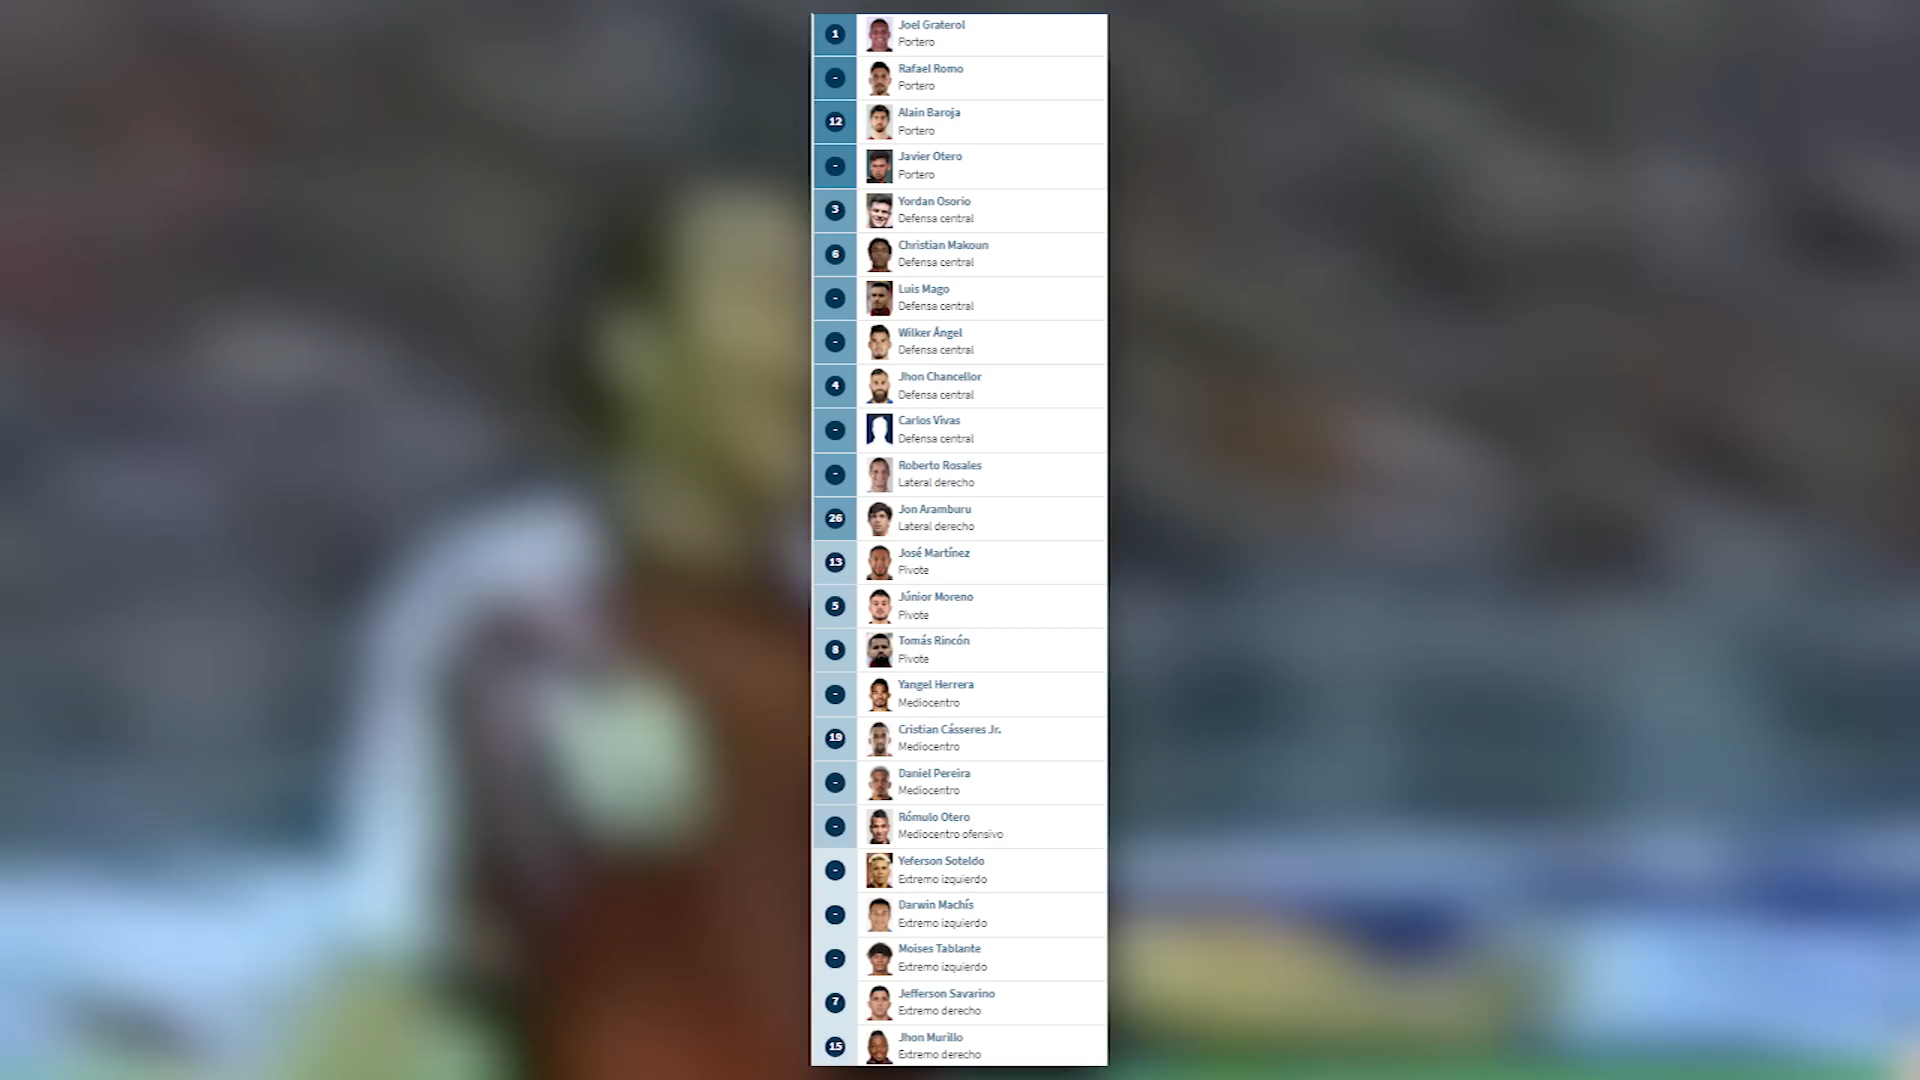 1
Joel Graterol
Portero
-
Rafael Romo
Portero
12
Alain Baroja
Portero
-
Javier Otero
Portero
3
Yordan Osorio
Defensa central
6
Christian Makoun
Defensa central
-
Luis Mago
Defensa central
-
Wilker Ángel
Defensa central
4
Jhon Chancellor
Defensa central
-
Carlos Vivas
Defensa central
-
Roberto Rosales
Lateral derecho
26
Jon Aramburu
Lateral derecho
13
José Martínez
Pivote
5
Júnior Moreno
Pivote
8
Tomás Rincón
Pivote
-
Yangel Herrera
Mediocentro
19
Cristian Cásseres Jr.
Mediocentro
-
Daniel Pereira
Mediocentro
-
Rómulo Otero
Mediocentro ofensivo
-
Yeferson Soteldo
Extremo izquierdo
-
Darwin Machís
Extremo izquierdo
-
Moises Tablante
Extremo izquierdo
7
Jefferson Savarino
Extremo derecho
15
Jhon Murillo
Extremo derecho